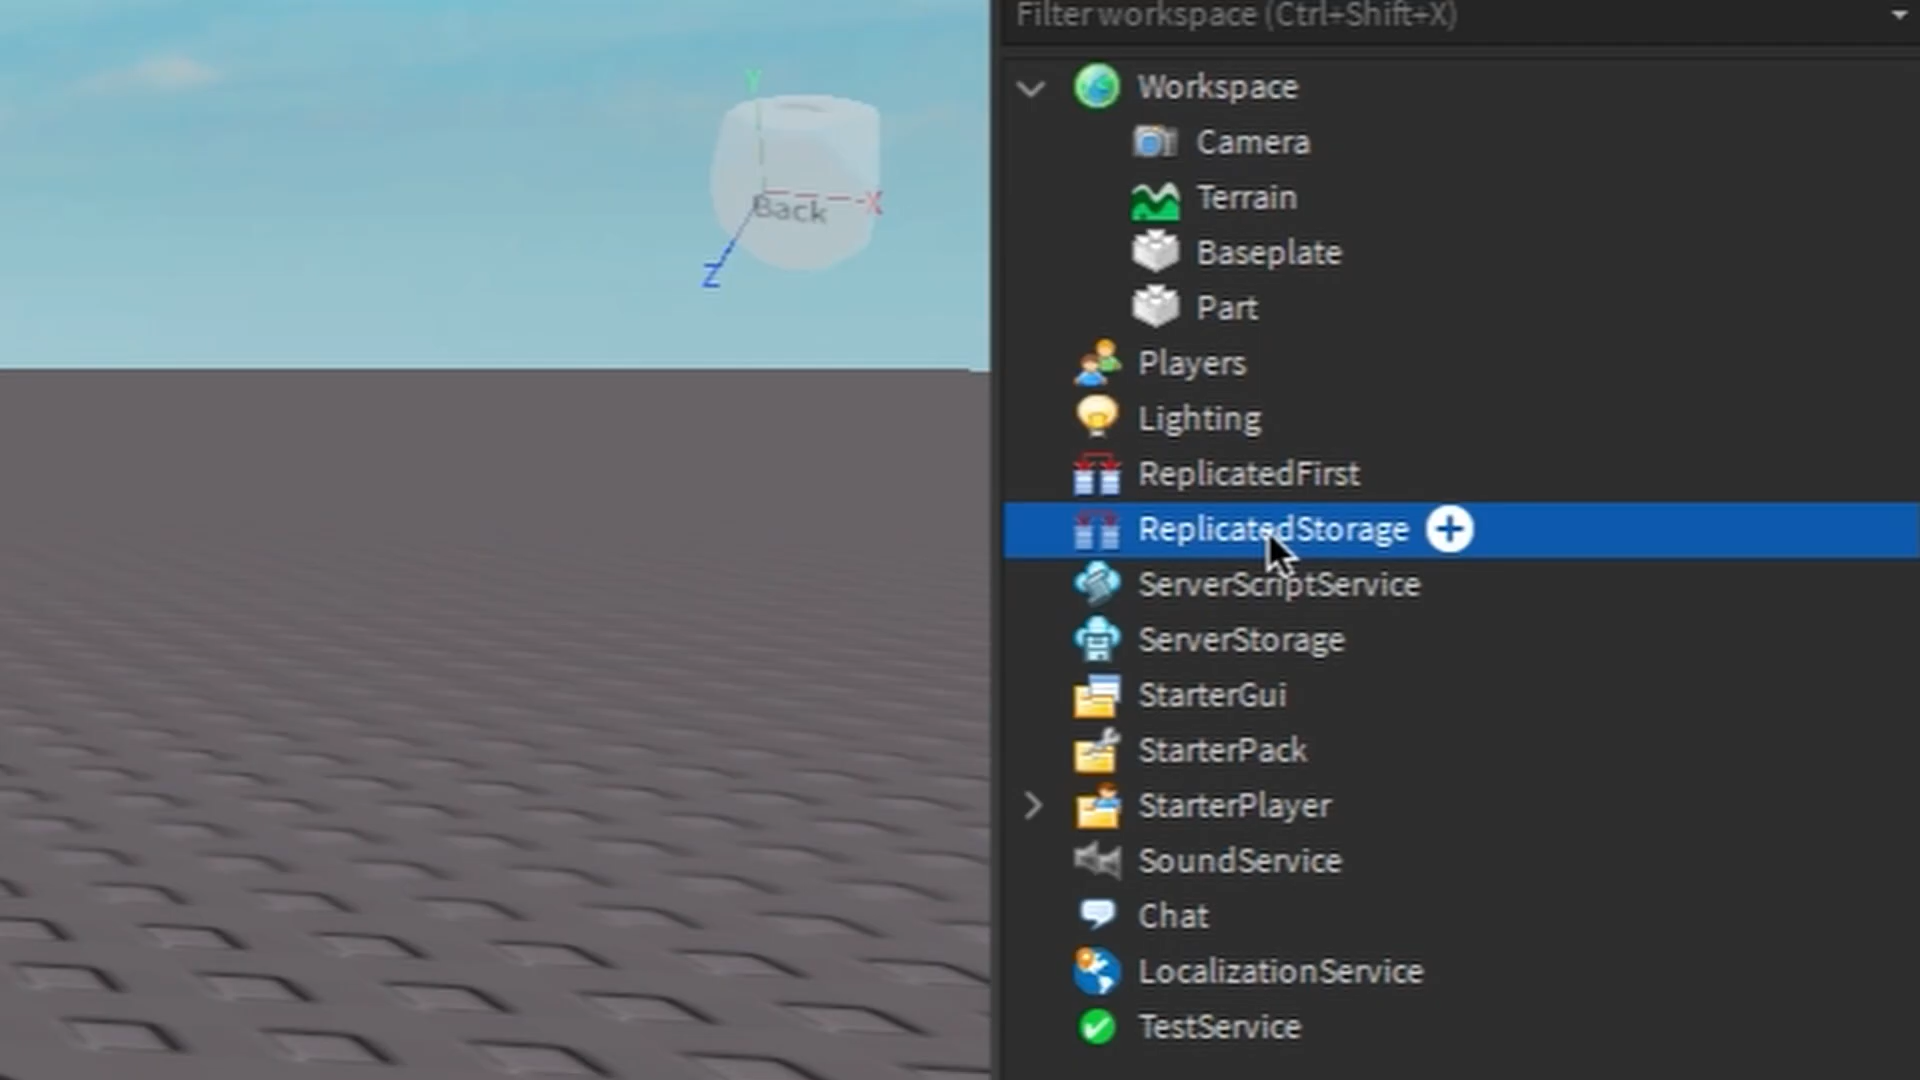 Filter workspace (Ctrl+Shift+X)
Workspace
Camera
Terrain
Baseplate
Part
Players
Lighting
ReplicatedFirst
ReplicatedStorage
ServerScriptService
ServerStorage
StarterGui
StarterPack
StarterPlayer
SoundService
Chat
LocalizationService
TestService
Y
Back
-X
Z